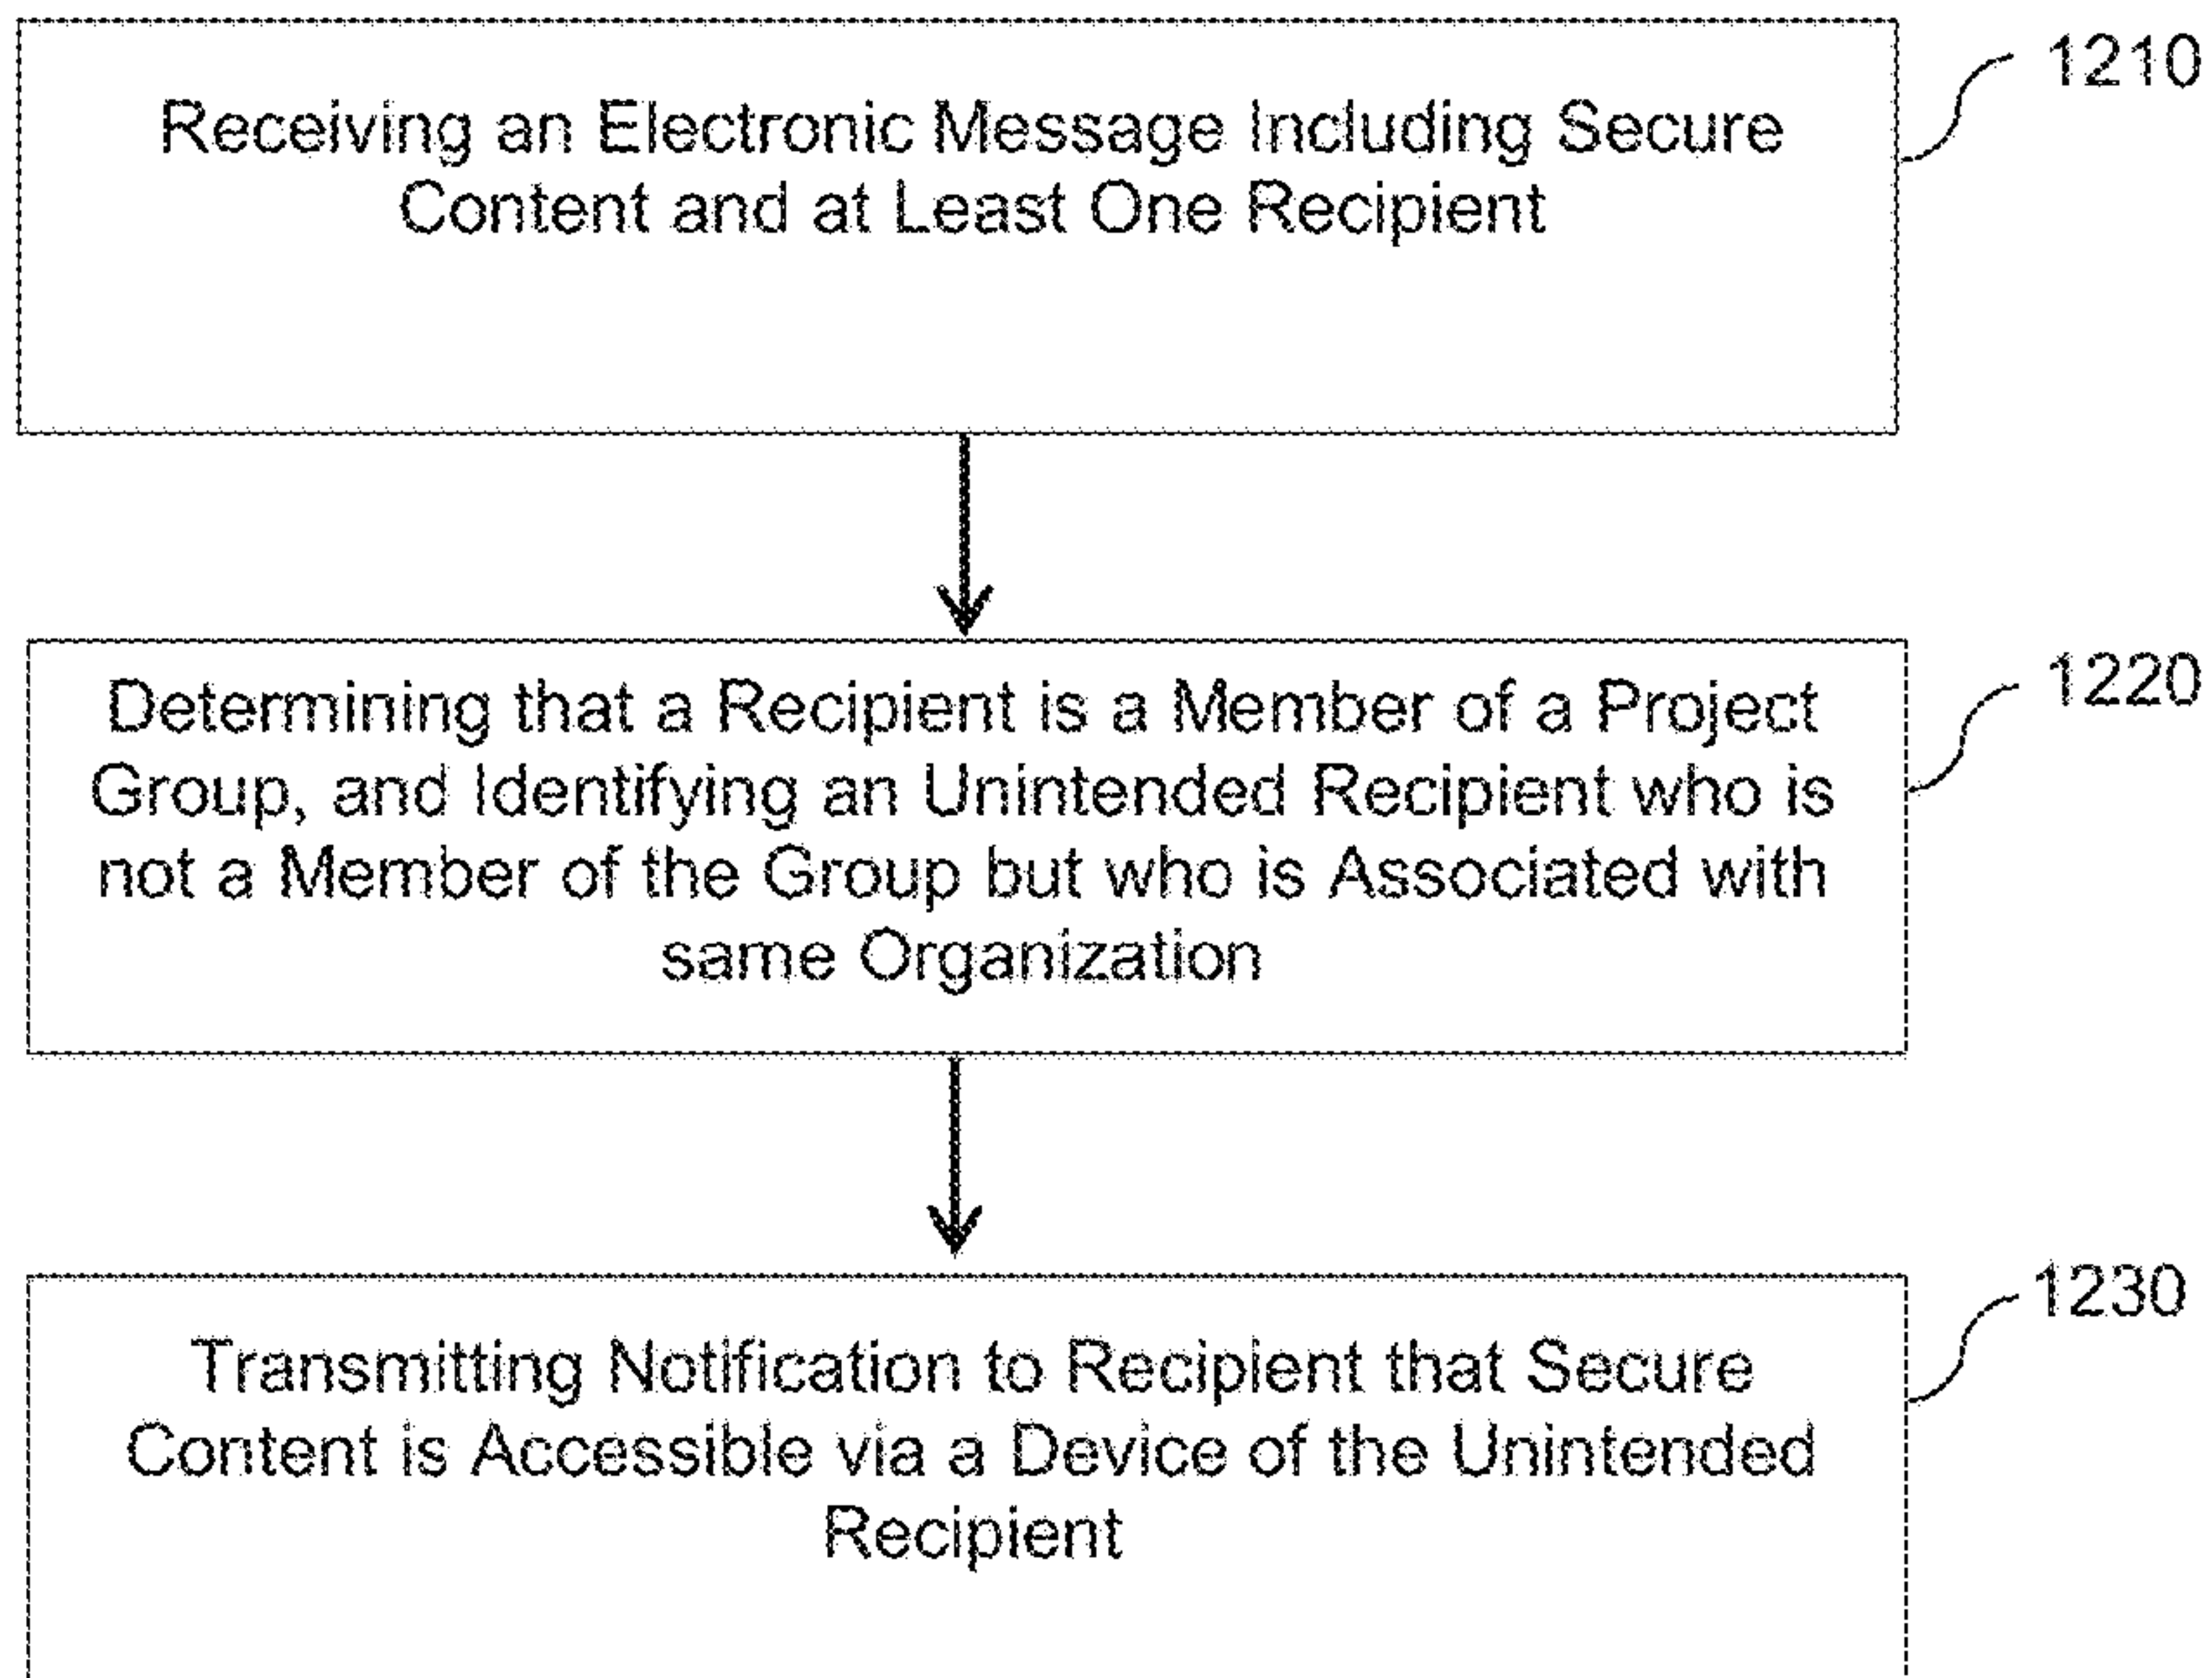 Receiving an Electronic Message Including Secure
Content and at Least One Recipient
1210
Determining that a Recipient is a Member of a Project
Group, and Identifying an Unintended Recipient who is
not a Member of the Group but who is Associated with
same Organization
1220
Transmitting Notification to Recipient that Secure
Content is Accessible via a Device of the Unintended
Recipient
1230